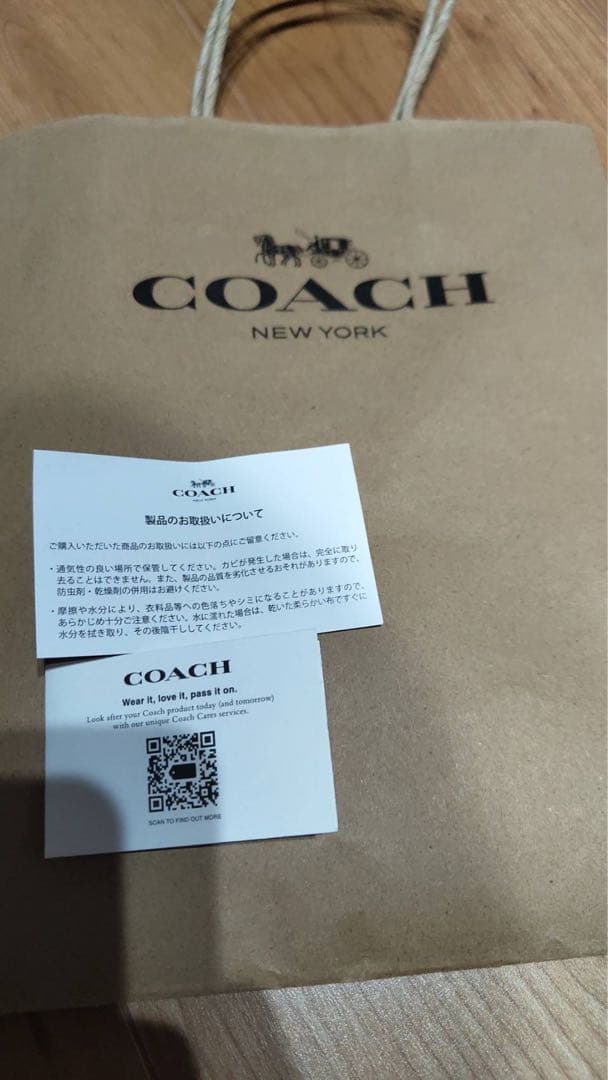 COACH
NEW YORK
COACH
NEW YORK
製品のお取扱いについて
ご購入いただいた商品のお取扱いには以下の点にご留意ください。
・通気性の良い場所で保管してください。カビが発生した場合は、完全に取り
去ることはできません。また、製品の品質を劣化させるおそれがありますので、
防虫剤・乾燥剤の併用はお避けください。
・摩擦や水分により、衣料品等への色落ちやシミになることがありますので、
あらかじめ十分ご注意ください。水に濡れた場合は、乾いた柔らかい布ですぐに
水分を拭き取り、その後陰干ししてください。
COACH
Wear it, love it, pass it on.
Look after your Coach product today (and tomorrow)
with our unique Coach Cares services.
SCAN TO FIND OUT MORE